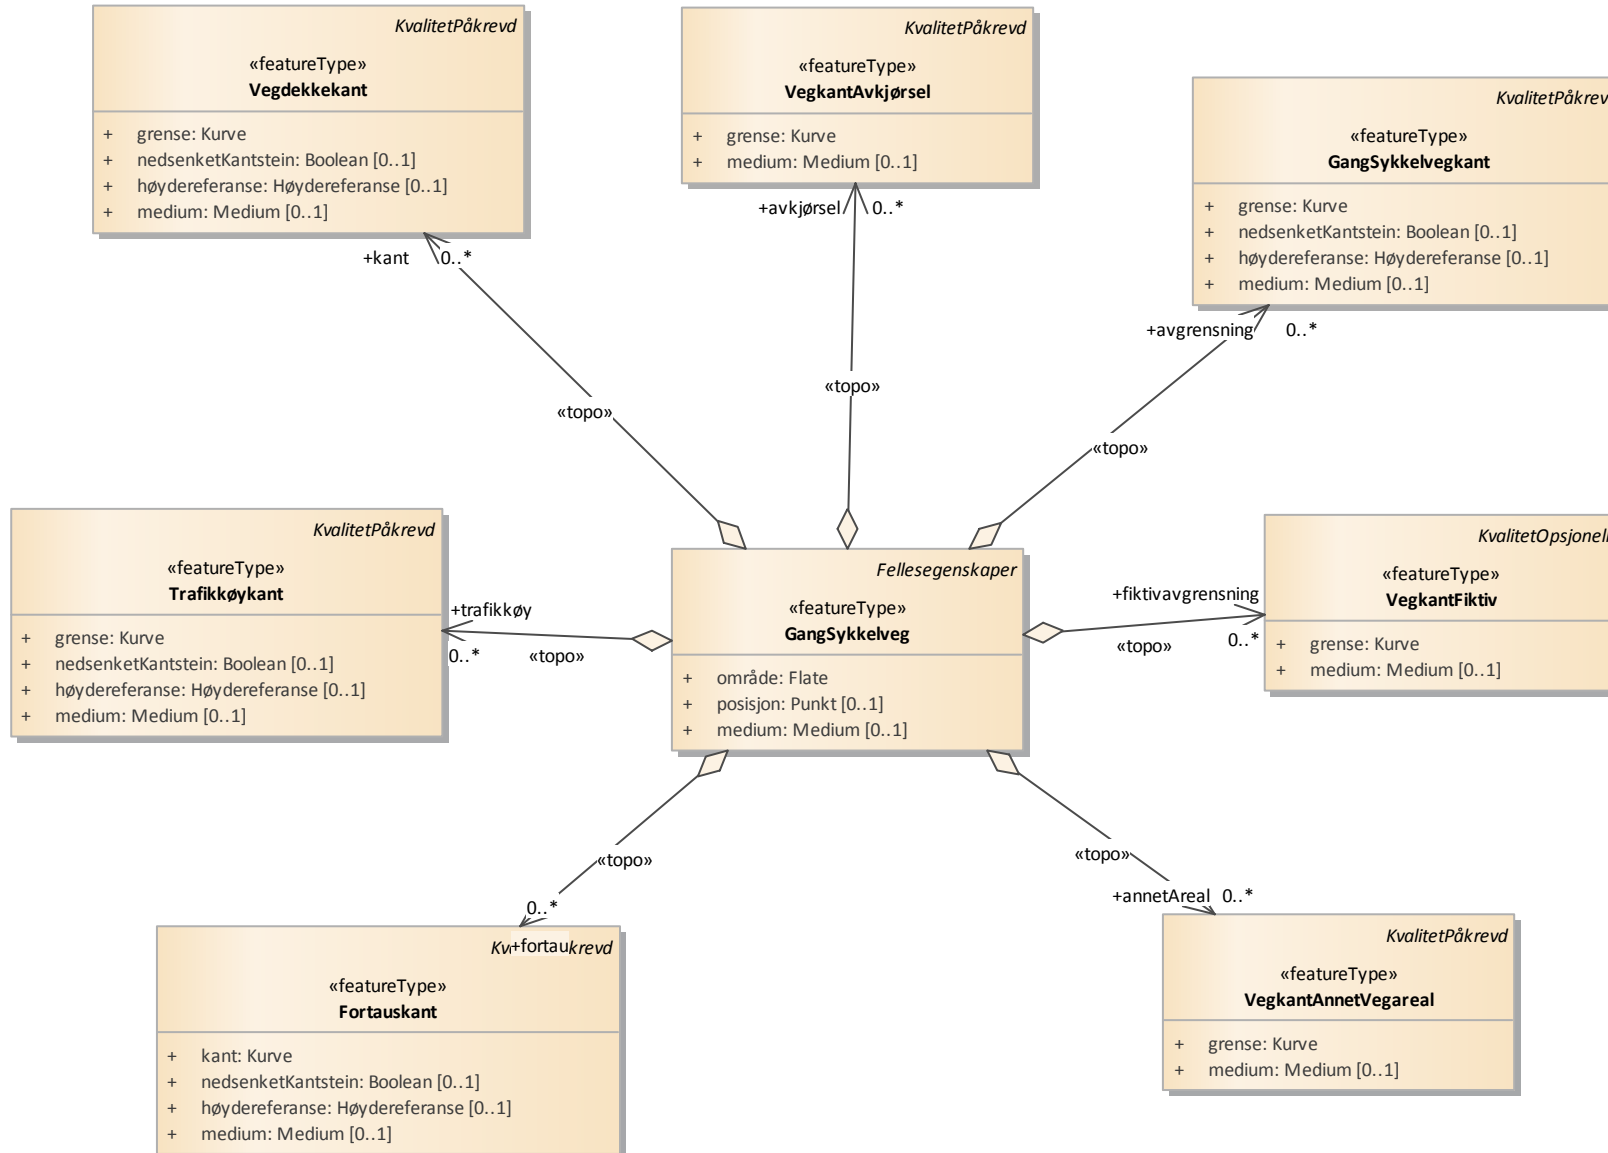 KvalitetPåkrevd
«featureType»
Vegdekkekant
+ grense: Kurve
+ nedsenketKantstein: Boolean [0..1]
+ høydereferanse: Høydereferanse [0..1]
+ medium: Medium [0..1]
KvalitetPåkrevd
«featureType»
VegkantAvkjørsel
+ grense: Kurve
+ medium: Medium [0..1]
KvalitetPåkrev
«featureType»
GangSykkelvegkant
+ grense: Kurve
+ nedsenketKantstein: Boolean [0..1]
+ høydereferanse: Høydereferanse [0..1]
+ medium: Medium [0..1]
+kant 0..*
+avkjørsel 0..*
+avgrensning 0..*
«topo»
«topo»
«topo»
KvalitetPåkrevd
«featureType»
Trafikkøykant
+ grense: Kurve
+ nedsenketKantstein: Boolean [0..1]
+ høydereferanse: Høydereferanse [0..1]
+ medium: Medium [0..1]
+trafikkøy
0..*
«topo»
Fellesegenskaper
«featureType»
GangSykkelveg
+ område: Flate
+ posisjon: Punkt [0..1]
+ medium: Medium [0..1]
+fiktivavgrensning
0..*
«topo»
KvalitetOpsjonell
«featureType»
VegkantFiktiv
+ grense: Kurve
+ medium: Medium [0..1]
«topo»
«topo»
0..*
+fortau
+annetAreal 0..*
Kv krevd
«featureType»
Fortauskant
+ kant: Kurve
+ nedsenketKantstein: Boolean [0..1]
+ høydereferanse: Høydereferanse [0..1]
+ medium: Medium [0..1]
KvalitetPåkrevd
«featureType»
VegkantAnnetVegareal
+ grense: Kurve
+ medium: Medium [0..1]